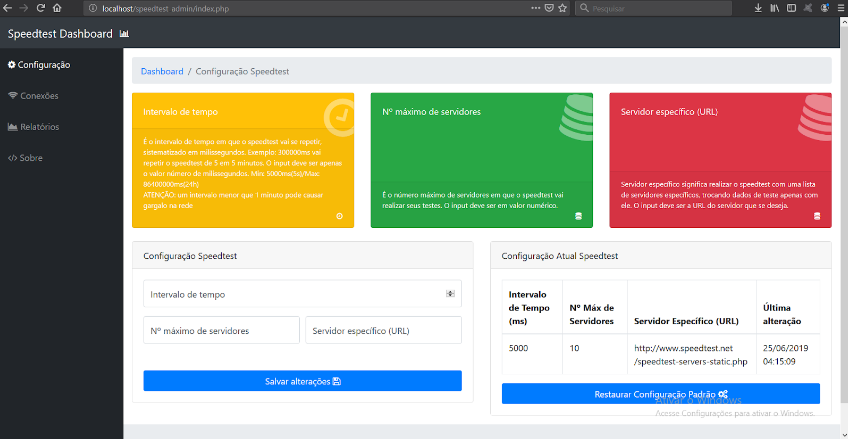 localhost/speedtest admin/index.php
Pesquisar
Speedtest Dashboard
Configuração
Conexões
Relatórios
Sobre
Dashboard / Configuração Speedtest
Intervalo de tempo
É o intervalo de tempo em que o speedtest vai se repetir,
sistematizado em milissegundos. Exemplo: 300000ms vai
repetir o speedtest de 5 em 5 minutos. O input deve ser apenas
o valor número de milissegundos. Min: 5000ms(5s)/Max:
86400000ms(24h)
ATENÇÃO: um intervalo menor que 1 minuto pode causar
gargalo na rede
Nº máximo de servidores
É o número máximo de servidores em que o speedtest vai
realizar seus testes. O input deve ser em valor numérico.
Servidor específico (URL)
Servidor específico significa realizar o speedtest com uma lista
de servidores específicos, trocando dados de teste apenas com
ele. O input deve ser a URL do servidor que se deseja.
Configuração Speedtest
Intervalo de tempo
Nº máximo de servidores
Servidor específico (URL)
Salvar alterações
Configuração Atual Speedtest
Intervalo de Tempo (ms) Nº Máx de Servidores Servidor Específico (URL) Última alteração
5000 10 http://www.speedtest.net 25/06/2019
/speedtest-servers-static.php 04:15:09
Restaurar Configuração Padrão
Ativar o Windows
Acesse Configurações para ativar o Windows.